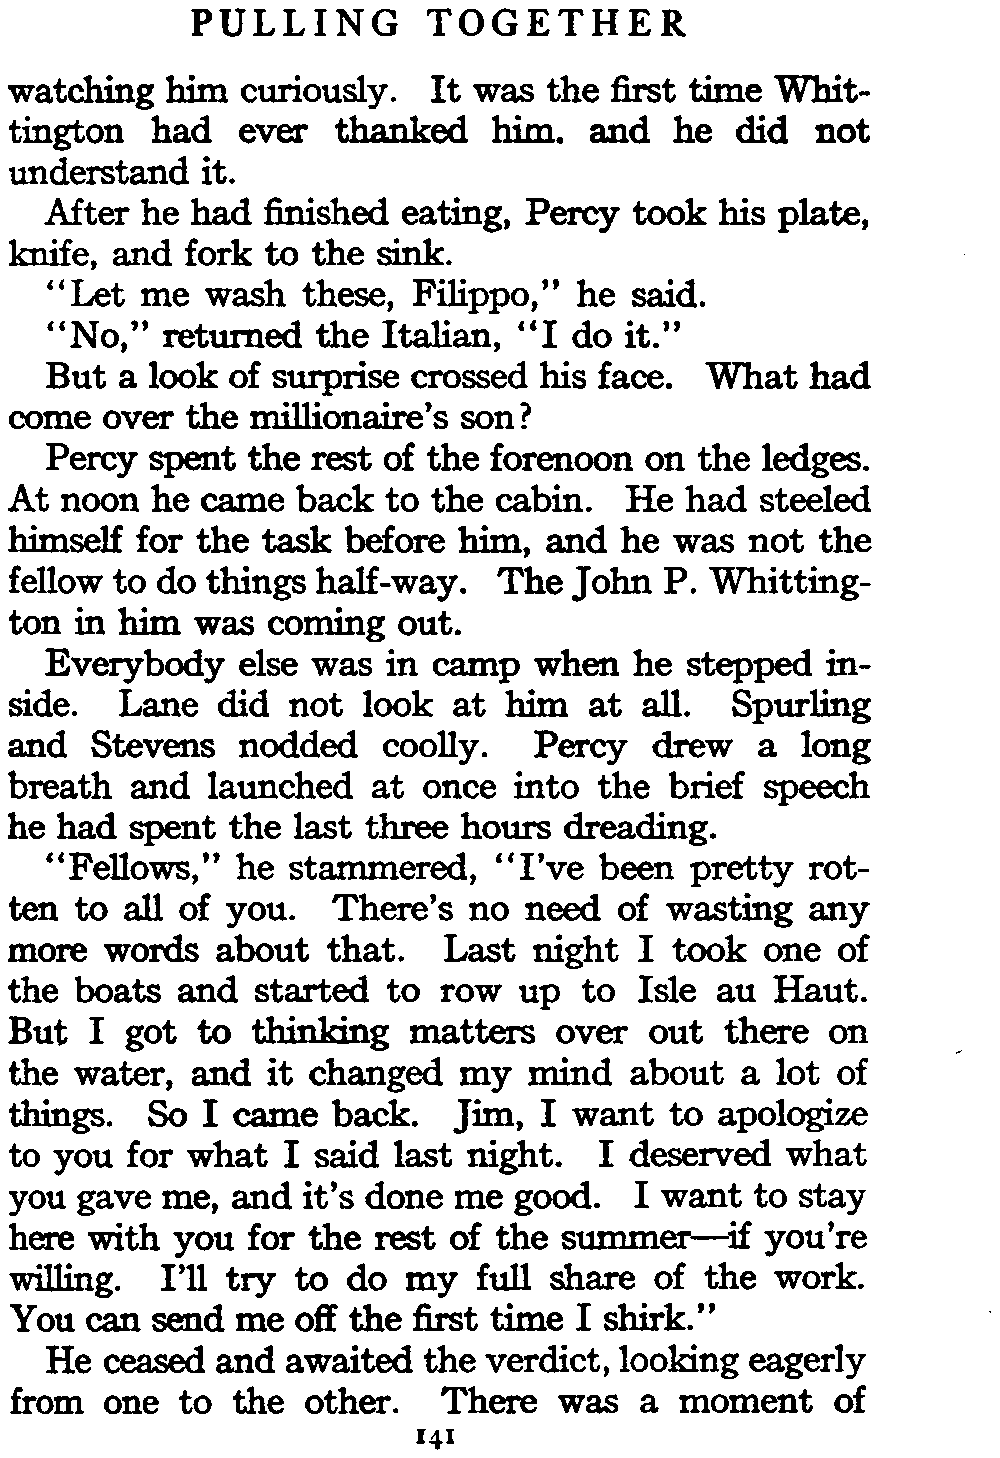 PULLING TOGETHER
watching him curiously. It was the first time Whit-
tington had ever thanked him. and he did not
understand it.
After he had finished eating, Percy took his plate,
knife, and fork to the sink.
"Let me wash these, Filippo," he said.
"No," returned the Italian, "I do it."
But a look of surprise crossed his face. What had
come over the millionaire's son?
Percy spent the rest of the forenoon on the ledges.
At noon he came back to the cabin. He had steeled
himself for the task before him, and he was not the
fellow to do things half-way. The John P. Whitting-
ton in him was coming out.
Everybody else was in camp when he stepped in-
side. Lane did not look at him at all. Spurling
and Stevens nodded coolly. Percy drew a long
breath and launched at once into the brief speech
he had spent the last three hours dreading.
"Fellows," he stammered, "I've been pretty rot-
ten to all of you. There's no need of wasting any
more words about that. Last night I took one of
the boats and started to row up to Isle au Haut.
But I got to thinking matters over out there on
the water, and it changed my mind about a lot of
things. So I came back. Jim, I want to apologize
to you for what I said last night. I deserved what
you gave me, and it's done me good. I want to stay
here with you for the rest of the summer—if you're
willing. I'll try to do my full share of the work.
You can send me off the first time I shirk."
He ceased and awaited the verdict, looking eagerly
from one to the other. There was a moment of
141